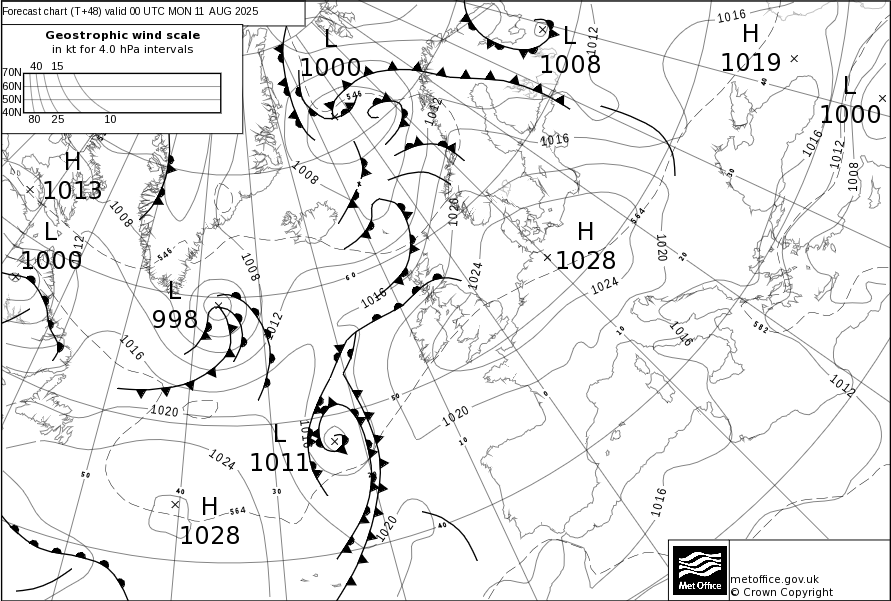 Forecast chart (T+48) valid 00 UTC MON 11 AUG 2025
Geostrophic wind scale
in kt for 4.0 hPa intervals
40 15
70N
60N
50N
40N
80 25 10
L
1000
L
1008
1012
1016
H
1019
40
L
1000
546
1012
1016
1016
1012
1008
30
H
1013
1008
1008
1020
564
L
1000
1012
546
1008
60
1016
1024
H
1028
1020
20
1024
L
998
1012
1016
10
1016
582
1012
1020
50
0
1020
10
L
1011
1016
1024
50
40
30
H
1028
564
1020
40
1016
Met Office
metoffice.gov.uk
© Crown Copyright